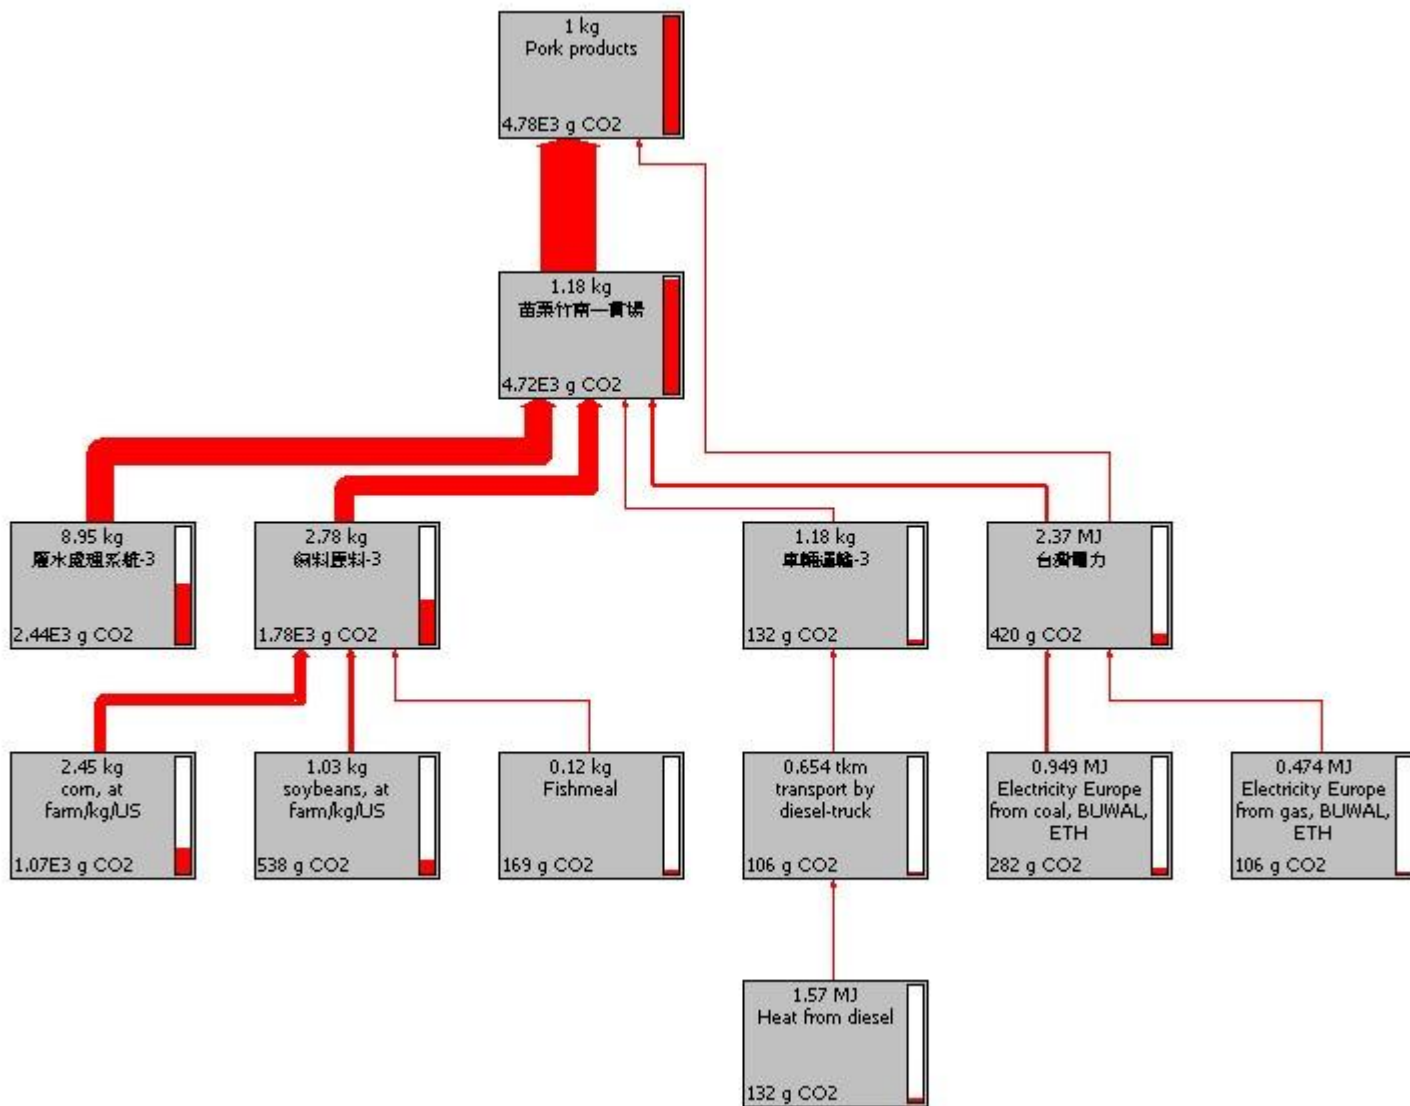 1 kg
Pork products
4.78E3 g CO2
1.18 kg
苗栗竹南一貫場
4.72E3 g CO2
8.95 kg
廢水處理系統-3
2.44E3 g CO2
2.78 kg
飼料原料-3
1.78E3 g CO2
1.18 kg
車輛運輸-3
132 g CO2
2.37 MJ
台灣電力
420 g CO2
2.45 kg
corn, at
farm/kg/US
1.07E3 g CO2
1.03 kg
soybeans, at
farm/kg/US
538 g CO2
0.12 kg
Fishmeal
169 g CO2
0.654 tkm
transport by
diesel-truck
106 g CO2
0.949 MJ
Electricity Europe
from coal, BUWAL,
ETH
282 g CO2
0.474 MJ
Electricity Europe
from gas, BUWAL,
ETH
106 g CO2
1.57 MJ
Heat from diesel
132 g CO2